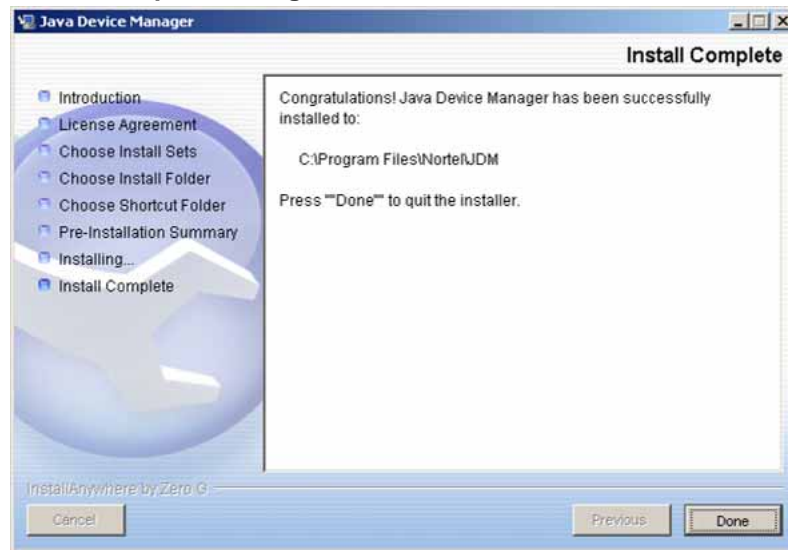 Java Device Manager
Install Complete
Introduction
License Agreement
Choose Install Sets
Choose Install Folder
Choose Shortcut Folder
Pre-Installation Summary
Installing...
Install Complete
Congratulations! Java Device Manager has been successfully
installed to:
C:\Program Files\Nortel\JDM
Press ""Done"" to quit the installer.
InstallAnywhere by Zero G
Cancel
Previous
Done